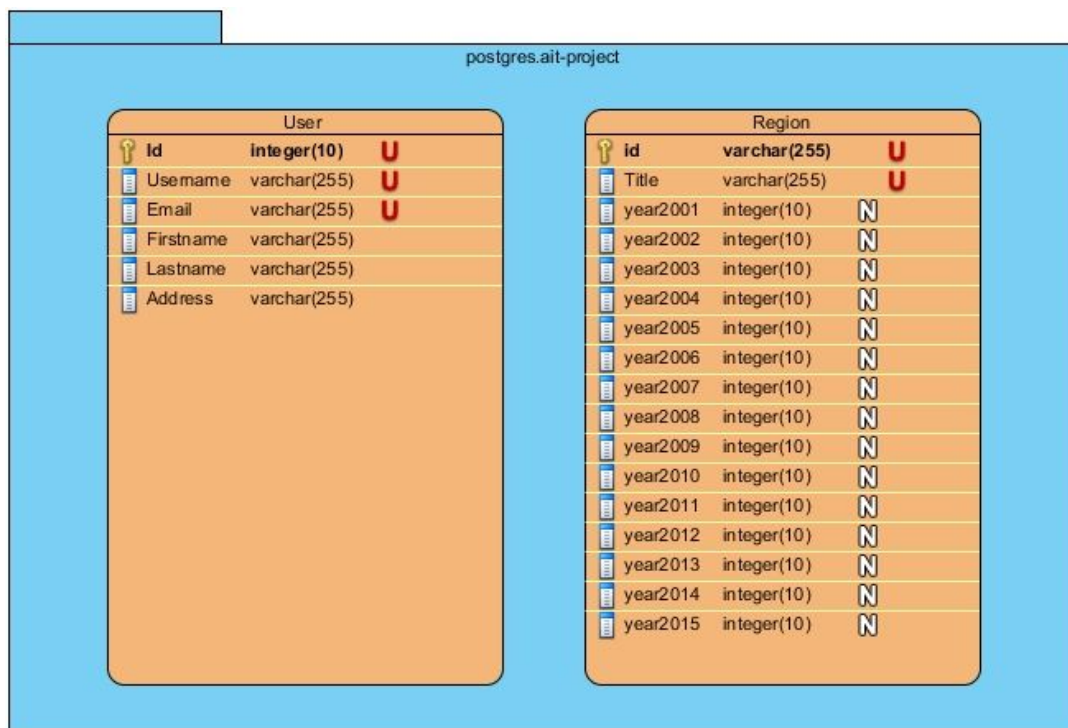 postgres.ait-project
User
Id integer(10) U
Username varchar(255) U
Email varchar(255) U
Firstname varchar(255)
Lastname varchar(255)
Address varchar(255)
Region
id varchar(255) U
Title varchar(255) U
year2001 integer(10) N
year2002 integer(10) N
year2003 integer(10) N
year2004 integer(10) N
year2005 integer(10) N
year2006 integer(10) N
year2007 integer(10) N
year2008 integer(10) N
year2009 integer(10) N
year2010 integer(10) N
year2011 integer(10) N
year2012 integer(10) N
year2013 integer(10) N
year2014 integer(10) N
year2015 integer(10) N